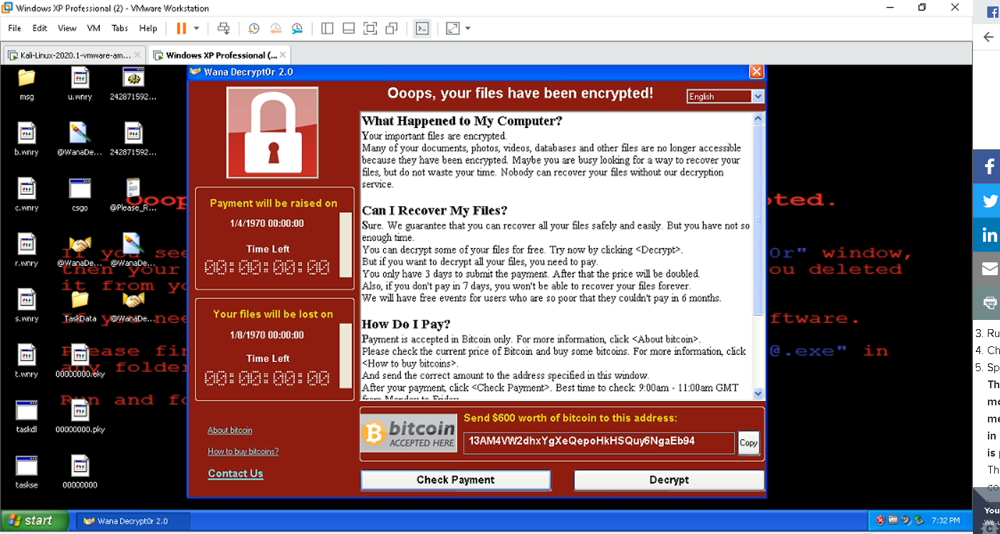 Windows XP Professional (2) - VMware Workstation
File Edit View VM Tabs Help
Kali-Linux-2020.1-vmware-am...
Windows XP Professional (...
msg
u.wnry
242871592...
b.wnry
@WanaDe...
242871592...
c.wnry
csgo
@Please_R...
r.wnry
@WanaDe...
@WanaDe...
s.wnry
TaskData
@WanaDe...
t.wnry
00000000.eky
taskdl
00000000.pky
taskse
00000000
Ooop
pted.
If you see
0r" window,
then your
ou deleted
it from yo
If you nee
ftware.
Please fin
@.exe" in
any folder
Run and fo
Wana Decrypt0r 2.0
Ooops, your files have been encrypted!
English
Payment will be raised on
1/4/1970 00:00:00
Time Left
00:00:00:00
Your files will be lost on
1/8/1970 00:00:00
Time Left
00:00:00:00
About bitcoin
How to buy bitcoins?
Contact Us
What Happened to My Computer?
Your important files are encrypted.
Many of your documents, photos, videos, databases and other files are no longer accessible
because they have been encrypted. Maybe you are busy looking for a way to recover your
files, but do not waste your time. Nobody can recover your files without our decryption
service.
Can I Recover My Files?
Sure. We guarantee that you can recover all your files safely and easily. But you have not so
enough time.
You can decrypt some of your files for free. Try now by clicking <Decrypt>.
But if you want to decrypt all your files, you need to pay.
You only have 3 days to submit the payment. After that the price will be doubled.
Also, if you don't pay in 7 days, you won't be able to recover your files forever.
We will have free events for users who are so poor that they couldn't pay in 6 months.
How Do I Pay?
Payment is accepted in Bitcoin only. For more information, click <About bitcoin>.
Please check the current price of Bitcoin and buy some bitcoins. For more information, click
<How to buy bitcoins>.
And send the correct amount to the address specified in this window.
After your payment, click <Check Payment>. Best time to check: 9:00am - 11:00am GMT
from Monday to Friday.
bitcoin
ACCEPTED HERE
Send $600 worth of bitcoin to this address:
13AM4VW2dhxYgXeQepoHkHSQuy6NgaEb94
Copy
Check Payment
Decrypt
start
Wana Decrypt0r 2.0
7:32 PM
3. Ru
4. Ch
5. Sp
Th
mo
me
in
is
Th
co
You
We u